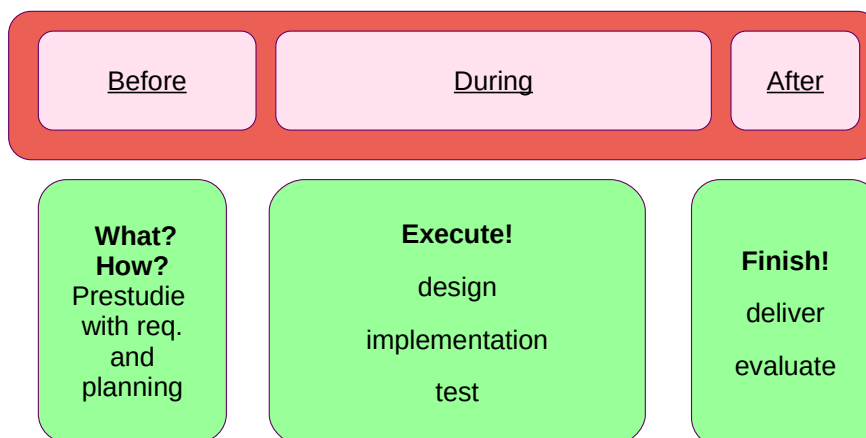 Before
During
After
What?
How?
Prestudie
with req.
and
planning
Execute!
design
implementation
test
Finish!
deliver
evaluate